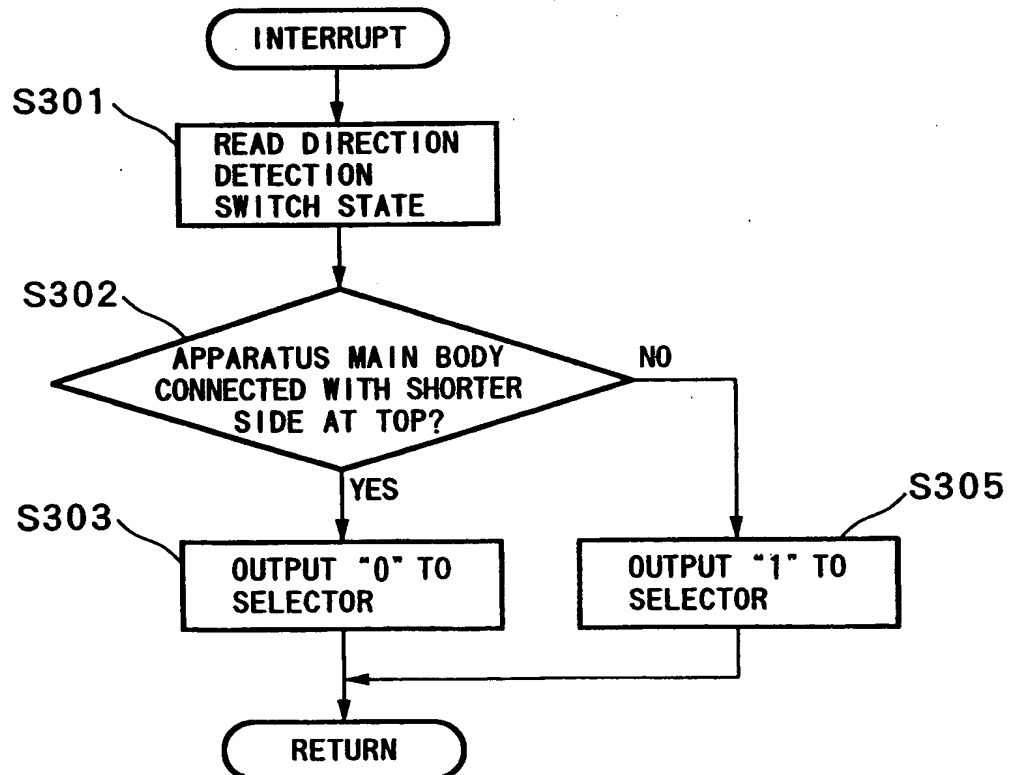 INTERRUPT
S301
READ DIRECTION
DETECTION
SWITCH STATE
S302
APPARATUS MAIN BODY
CONNECTED WITH SHORTER
SIDE AT TOP?
NO
YES
S303
OUTPUT "0" TO
SELECTOR
S305
OUTPUT "1" TO
SELECTOR
RETURN